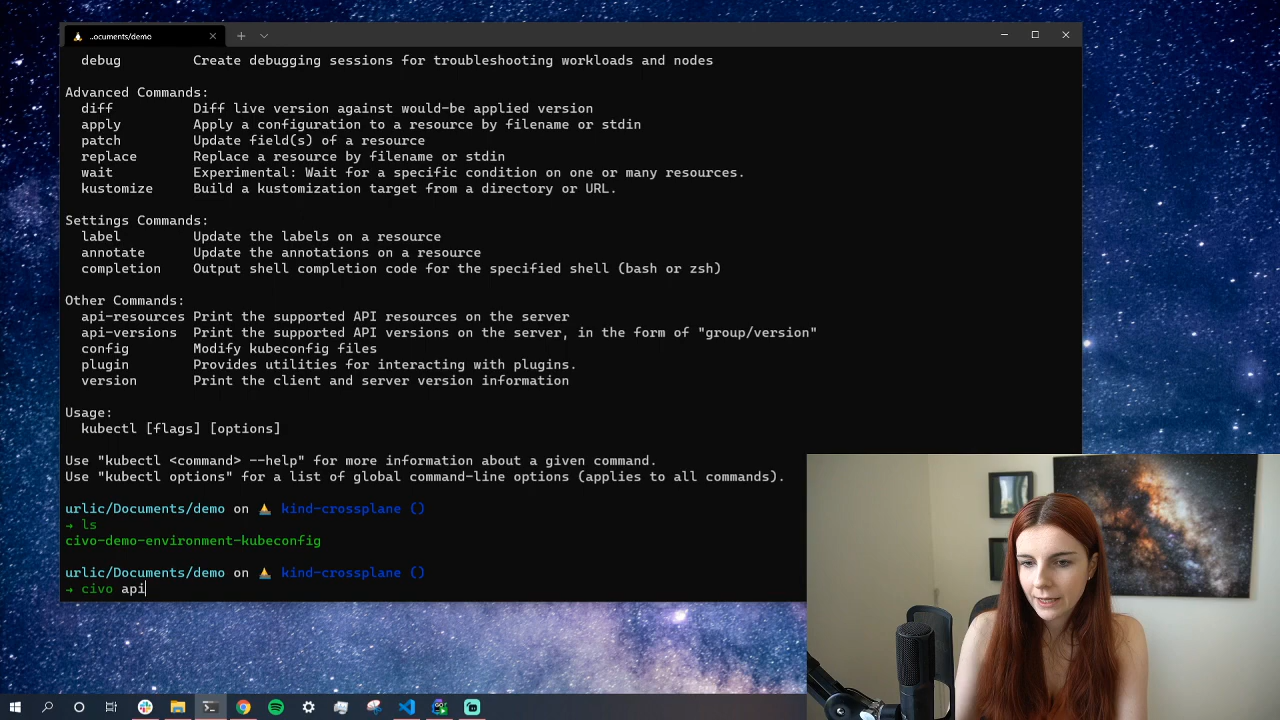 ..ocuments/demo
debug Create debugging sessions for troubleshooting workloads and nodes
Advanced Commands:
diff Diff live version against would-be applied version
apply Apply a configuration to a resource by filename or stdin
patch Update field(s) of a resource
replace Replace a resource by filename or stdin
wait Experimental: Wait for a specific condition on one or many resources.
kustomize Build a kustomization target from a directory or URL.
Settings Commands:
label Update the labels on a resource
annotate Update the annotations on a resource
completion Output shell completion code for the specified shell (bash or zsh)
Other Commands:
api-resources Print the supported API resources on the server
api-versions Print the supported API versions on the server, in the form of "group/version"
config Modify kubeconfig files
plugin Provides utilities for interacting with plugins.
version Print the client and server version information
Usage:
kubectl [flags] [options]
Use "kubectl <command> --help" for more information about a given command.
Use "kubectl options" for a list of global command-line options (applies to all commands).
urlic/Documents/demo on kind-crossplane ()
→ ls
civo-demo-environment-kubeconfig
urlic/Documents/demo on kind-crossplane ()
→ civo api